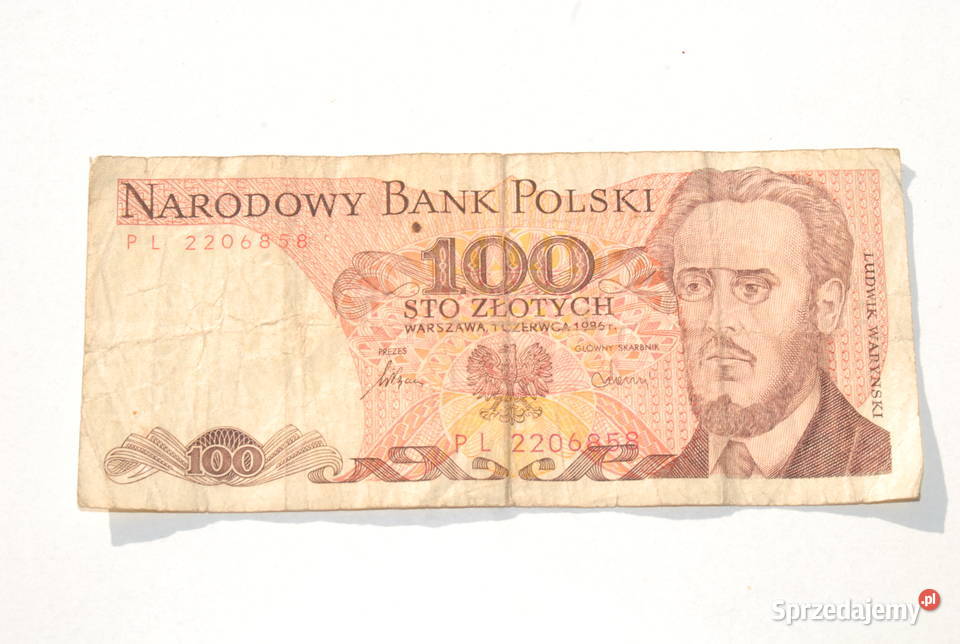 NARODOWY BANK POLSKI
PL 2206858
100
STO ZŁOTYCH
WARSZAWA, 1 CZERWCA 1986 r.
PREZES
GŁÓWNY SKARBNIK
LUDWIK WARYŃSKI
PL 2206858
100
Sprzedajemy.pl